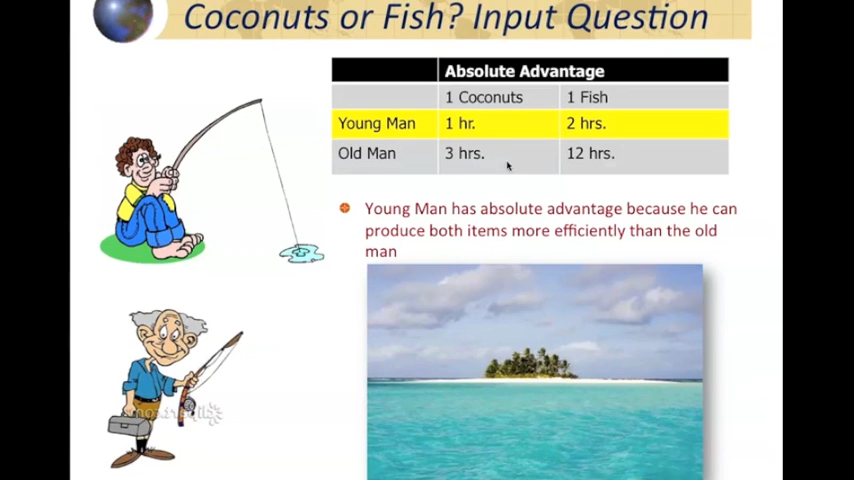 Coconuts or Fish? Input Question
Absolute Advantage
1 Coconuts 1 Fish
Young Man 1 hr. 2 hrs.
Old Man 3 hrs. 12 hrs.
Young Man has absolute advantage because he can
produce both items more efficiently than the old
man